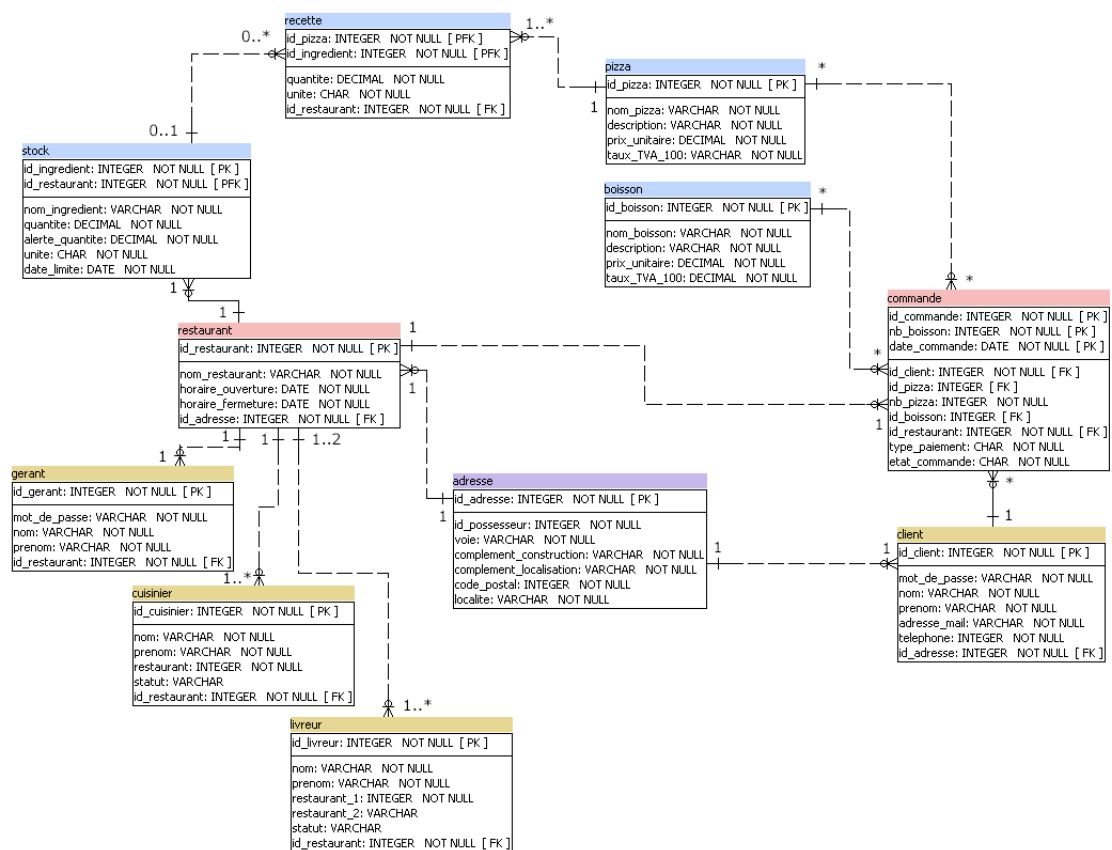 recette
id_pizza: INTEGER NOT NULL [ PFK ]
id_ingredient: INTEGER NOT NULL [ PFK ]
quantite: DECIMAL NOT NULL
unite: CHAR NOT NULL
id_restaurant: INTEGER NOT NULL [ FK ]
0..*
1..*
pizza
id_pizza: INTEGER NOT NULL [ PK ]
nom_pizza: VARCHAR NOT NULL
description: VARCHAR NOT NULL
prix_unitaire: DECIMAL NOT NULL
taux_TVA_100: VARCHAR NOT NULL
1
*
0..1
stock
id_ingredient: INTEGER NOT NULL [ PK ]
id_restaurant: INTEGER NOT NULL [ PFK ]
nom_ingredient: VARCHAR NOT NULL
quantite: DECIMAL NOT NULL
alerte_quantite: DECIMAL NOT NULL
unite: CHAR NOT NULL
date_limite: DATE NOT NULL
boisson
id_boisson: INTEGER NOT NULL [ PK ]
nom_boisson: VARCHAR NOT NULL
description: VARCHAR NOT NULL
prix_unitaire: DECIMAL NOT NULL
taux_TVA_100: DECIMAL NOT NULL
*
*
commande
id_commande: INTEGER NOT NULL [ PK ]
nb_boisson: INTEGER NOT NULL [ PK ]
date_commande: DATE NOT NULL [ PK ]
id_client: INTEGER NOT NULL [ FK ]
id_pizza: INTEGER [ FK ]
nb_pizza: INTEGER NOT NULL
id_boisson: INTEGER [ FK ]
id_restaurant: INTEGER NOT NULL [ FK ]
type_paiement: CHAR NOT NULL
etat_commande: CHAR NOT NULL
*
1
*
1
1
restaurant
id_restaurant: INTEGER NOT NULL [ PK ]
nom_restaurant: VARCHAR NOT NULL
horaire_ouverture: DATE NOT NULL
horaire_fermeture: DATE NOT NULL
id_adresse: INTEGER NOT NULL [ FK ]
1
1
1
1
1..2
1
gerant
id_gerant: INTEGER NOT NULL [ PK ]
mot_de_passe: VARCHAR NOT NULL
nom: VARCHAR NOT NULL
prenom: VARCHAR NOT NULL
id_restaurant: INTEGER NOT NULL [ FK ]
adresse
id_adresse: INTEGER NOT NULL [ PK ]
id_possesseur: INTEGER NOT NULL
voie: VARCHAR NOT NULL
complement_construction: VARCHAR NOT NULL
complement_localisation: VARCHAR NOT NULL
code_postal: INTEGER NOT NULL
localite: VARCHAR NOT NULL
1
1
1
1
client
id_client: INTEGER NOT NULL [ PK ]
mot_de_passe: VARCHAR NOT NULL
nom: VARCHAR NOT NULL
prenom: VARCHAR NOT NULL
adresse_mail: VARCHAR NOT NULL
telephone: INTEGER NOT NULL
id_adresse: INTEGER NOT NULL [ FK ]
1..*
cuisinier
id_cuisinier: INTEGER NOT NULL [ PK ]
nom: VARCHAR NOT NULL
prenom: VARCHAR NOT NULL
restaurant: INTEGER NOT NULL
statut: VARCHAR
id_restaurant: INTEGER NOT NULL [ FK ]
1..*
livreur
id_livreur: INTEGER NOT NULL [ PK ]
nom: VARCHAR NOT NULL
prenom: VARCHAR NOT NULL
restaurant_1: INTEGER NOT NULL
restaurant_2: VARCHAR
statut: VARCHAR
id_restaurant: INTEGER NOT NULL [ FK ]